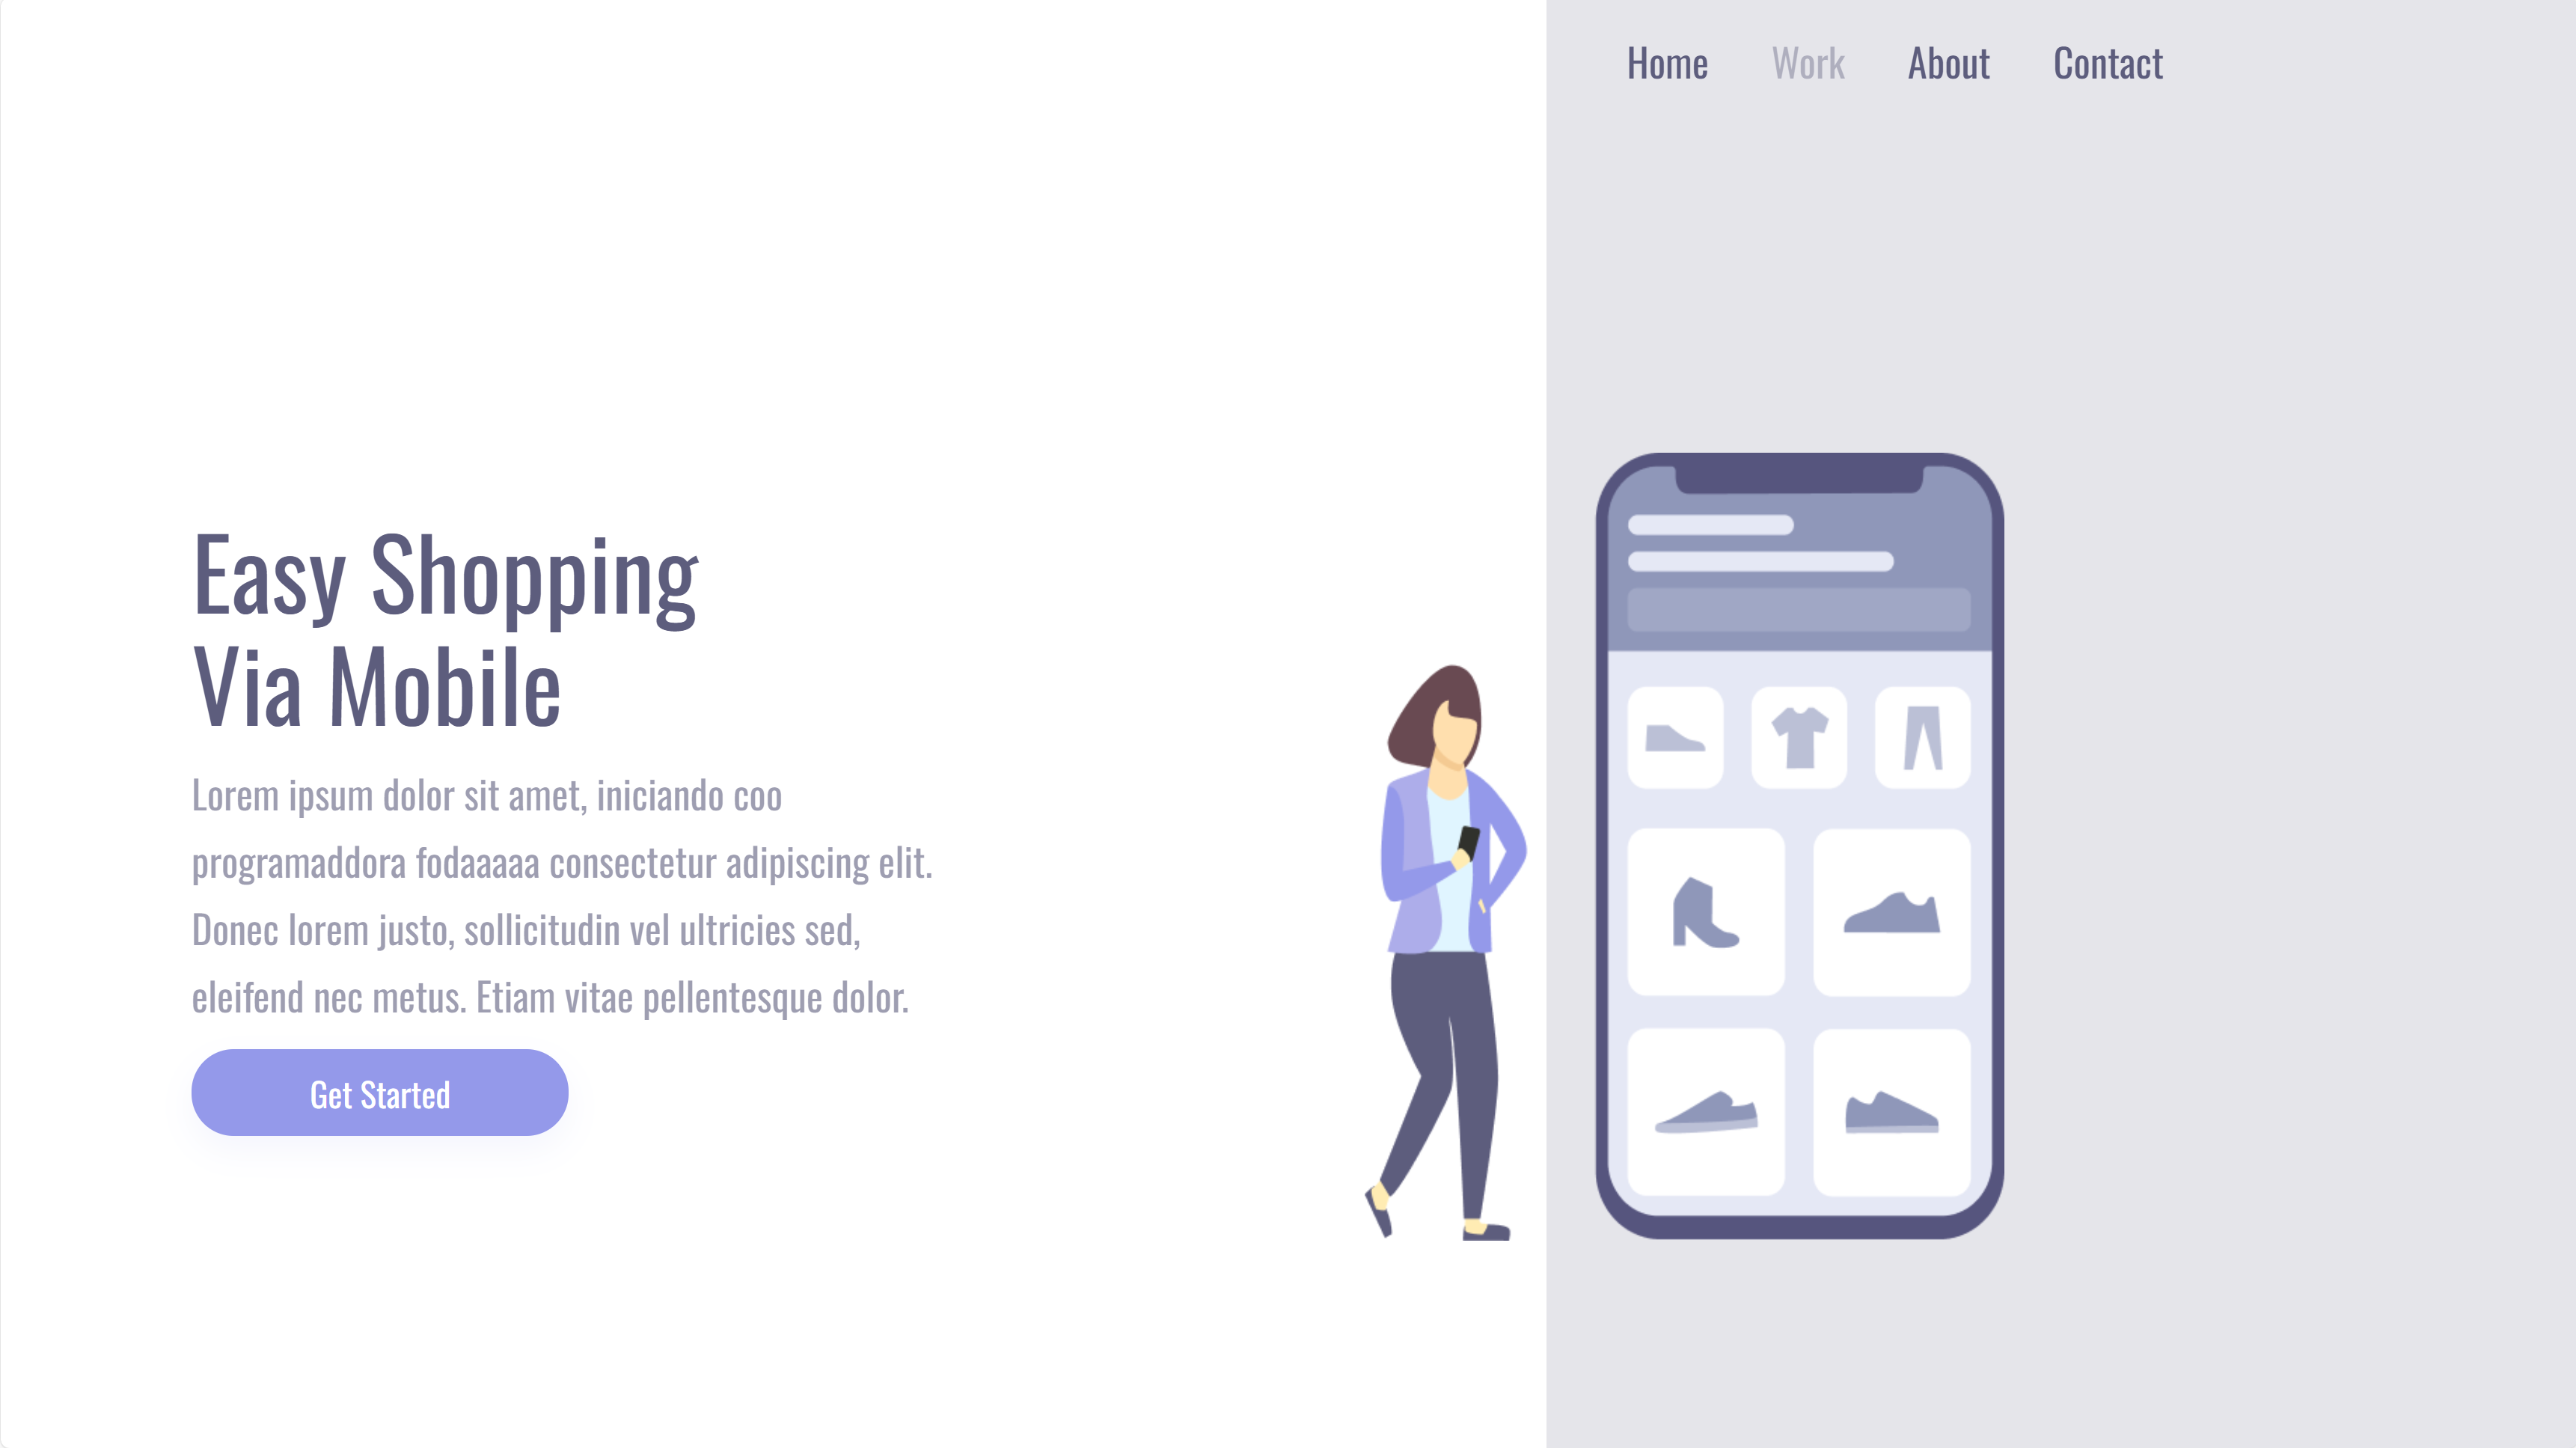 Home Work About Contact
Easy Shopping
Via Mobile
Lorem ipsum dolor sit amet, iniciando coo
programaddora fodaaaaa consectetur adipiscing elit.
Donec lorem justo, sollicitudin vel ultricies sed,
eleifend nec metus. Etiam vitae pellentesque dolor.
Get Started